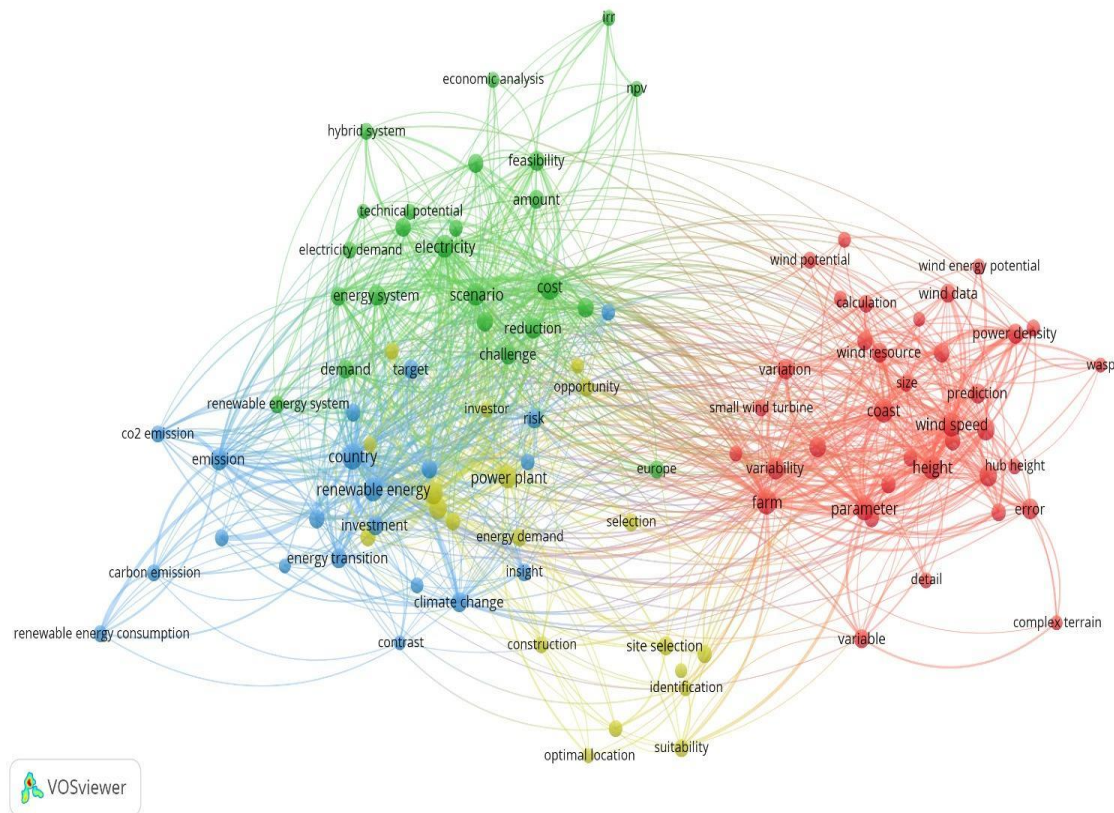 irr
economic analysis
npv
hybrid system
feasibility
amount
technical potential
electricity
electricity demand
wind potential
wind energy potential
energy system
scenario
cost
calculation
wind data
reduction
power density
challenge
wind resource
demand
target
variation
size
wasp
opportunity
prediction
renewable energy system
investor
small wind turbine
coast
risk
wind speed
co2 emission
emission
country
power plant
europe
variability
height
hub height
renewable energy
farm
parameter
error
investment
selection
energy demand
energy transition
carbon emission
insight
detail
climate change
complex terrain
renewable energy consumption
contrast
construction
site selection
variable
identification
optimal location
suitability
VOSviewer